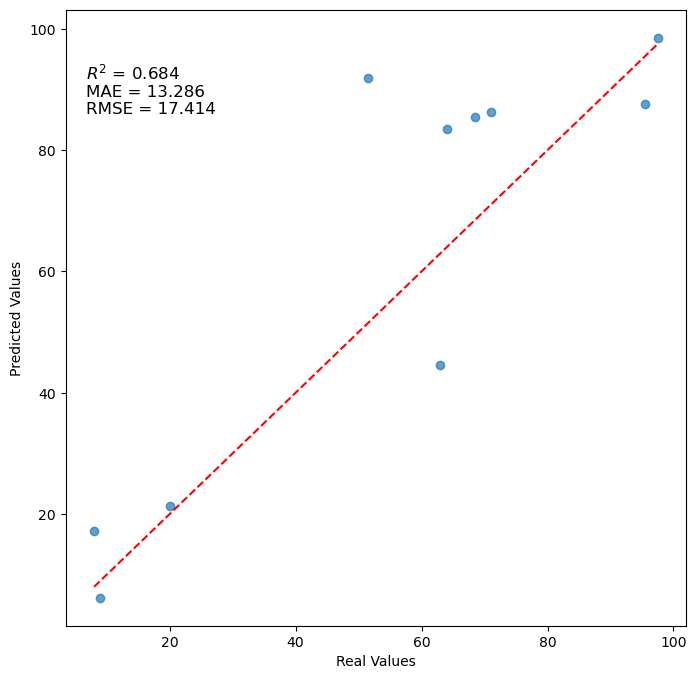 100
80
60
40
20
Predicted Values
R² = 0.684
MAE = 13.286
RMSE = 17.414
20 40 60 80 100
Real Values